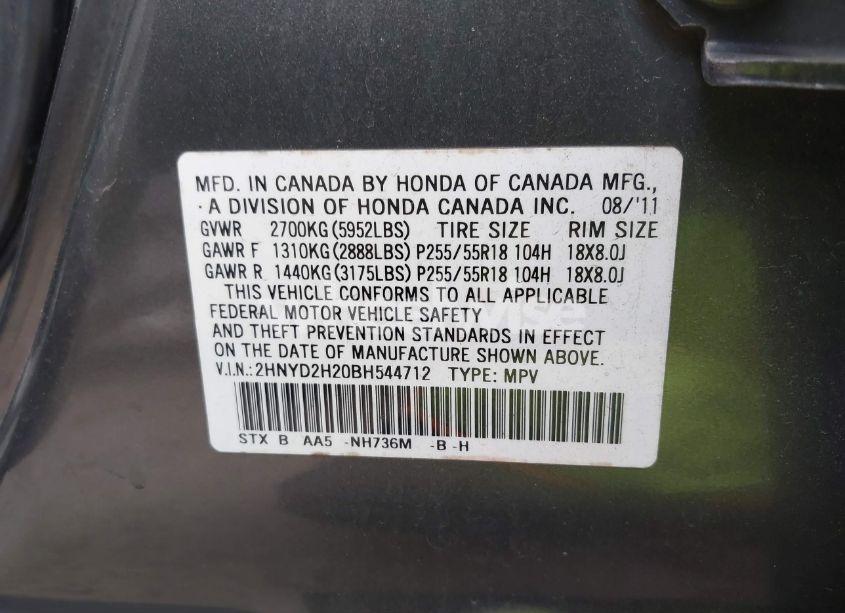 MFD. IN CANADA BY HONDA OF CANADA MFG.,
A DIVISION OF HONDA CANADA INC. 08/'11
GVWR 2700KG(5952LBS) TIRE SIZE RIM SIZE
GAWR F 1310KG(2888LBS) P255/55R18 104H 18X8.0J
GAWR R 1440KG(3175LBS) P255/55R18 104H 18X8.0J
THIS VEHICLE CONFORMS TO ALL APPLICABLE
FEDERAL MOTOR VEHICLE SAFETY
AND THEFT PREVENTION STANDARDS IN EFFECT
ON THE DATE OF MANUFACTURE SHOWN ABOVE.
V.I.N.: 2HNYD2H20BH544712 TYPE: MPV
STX B AA5 -NH736M -B -H